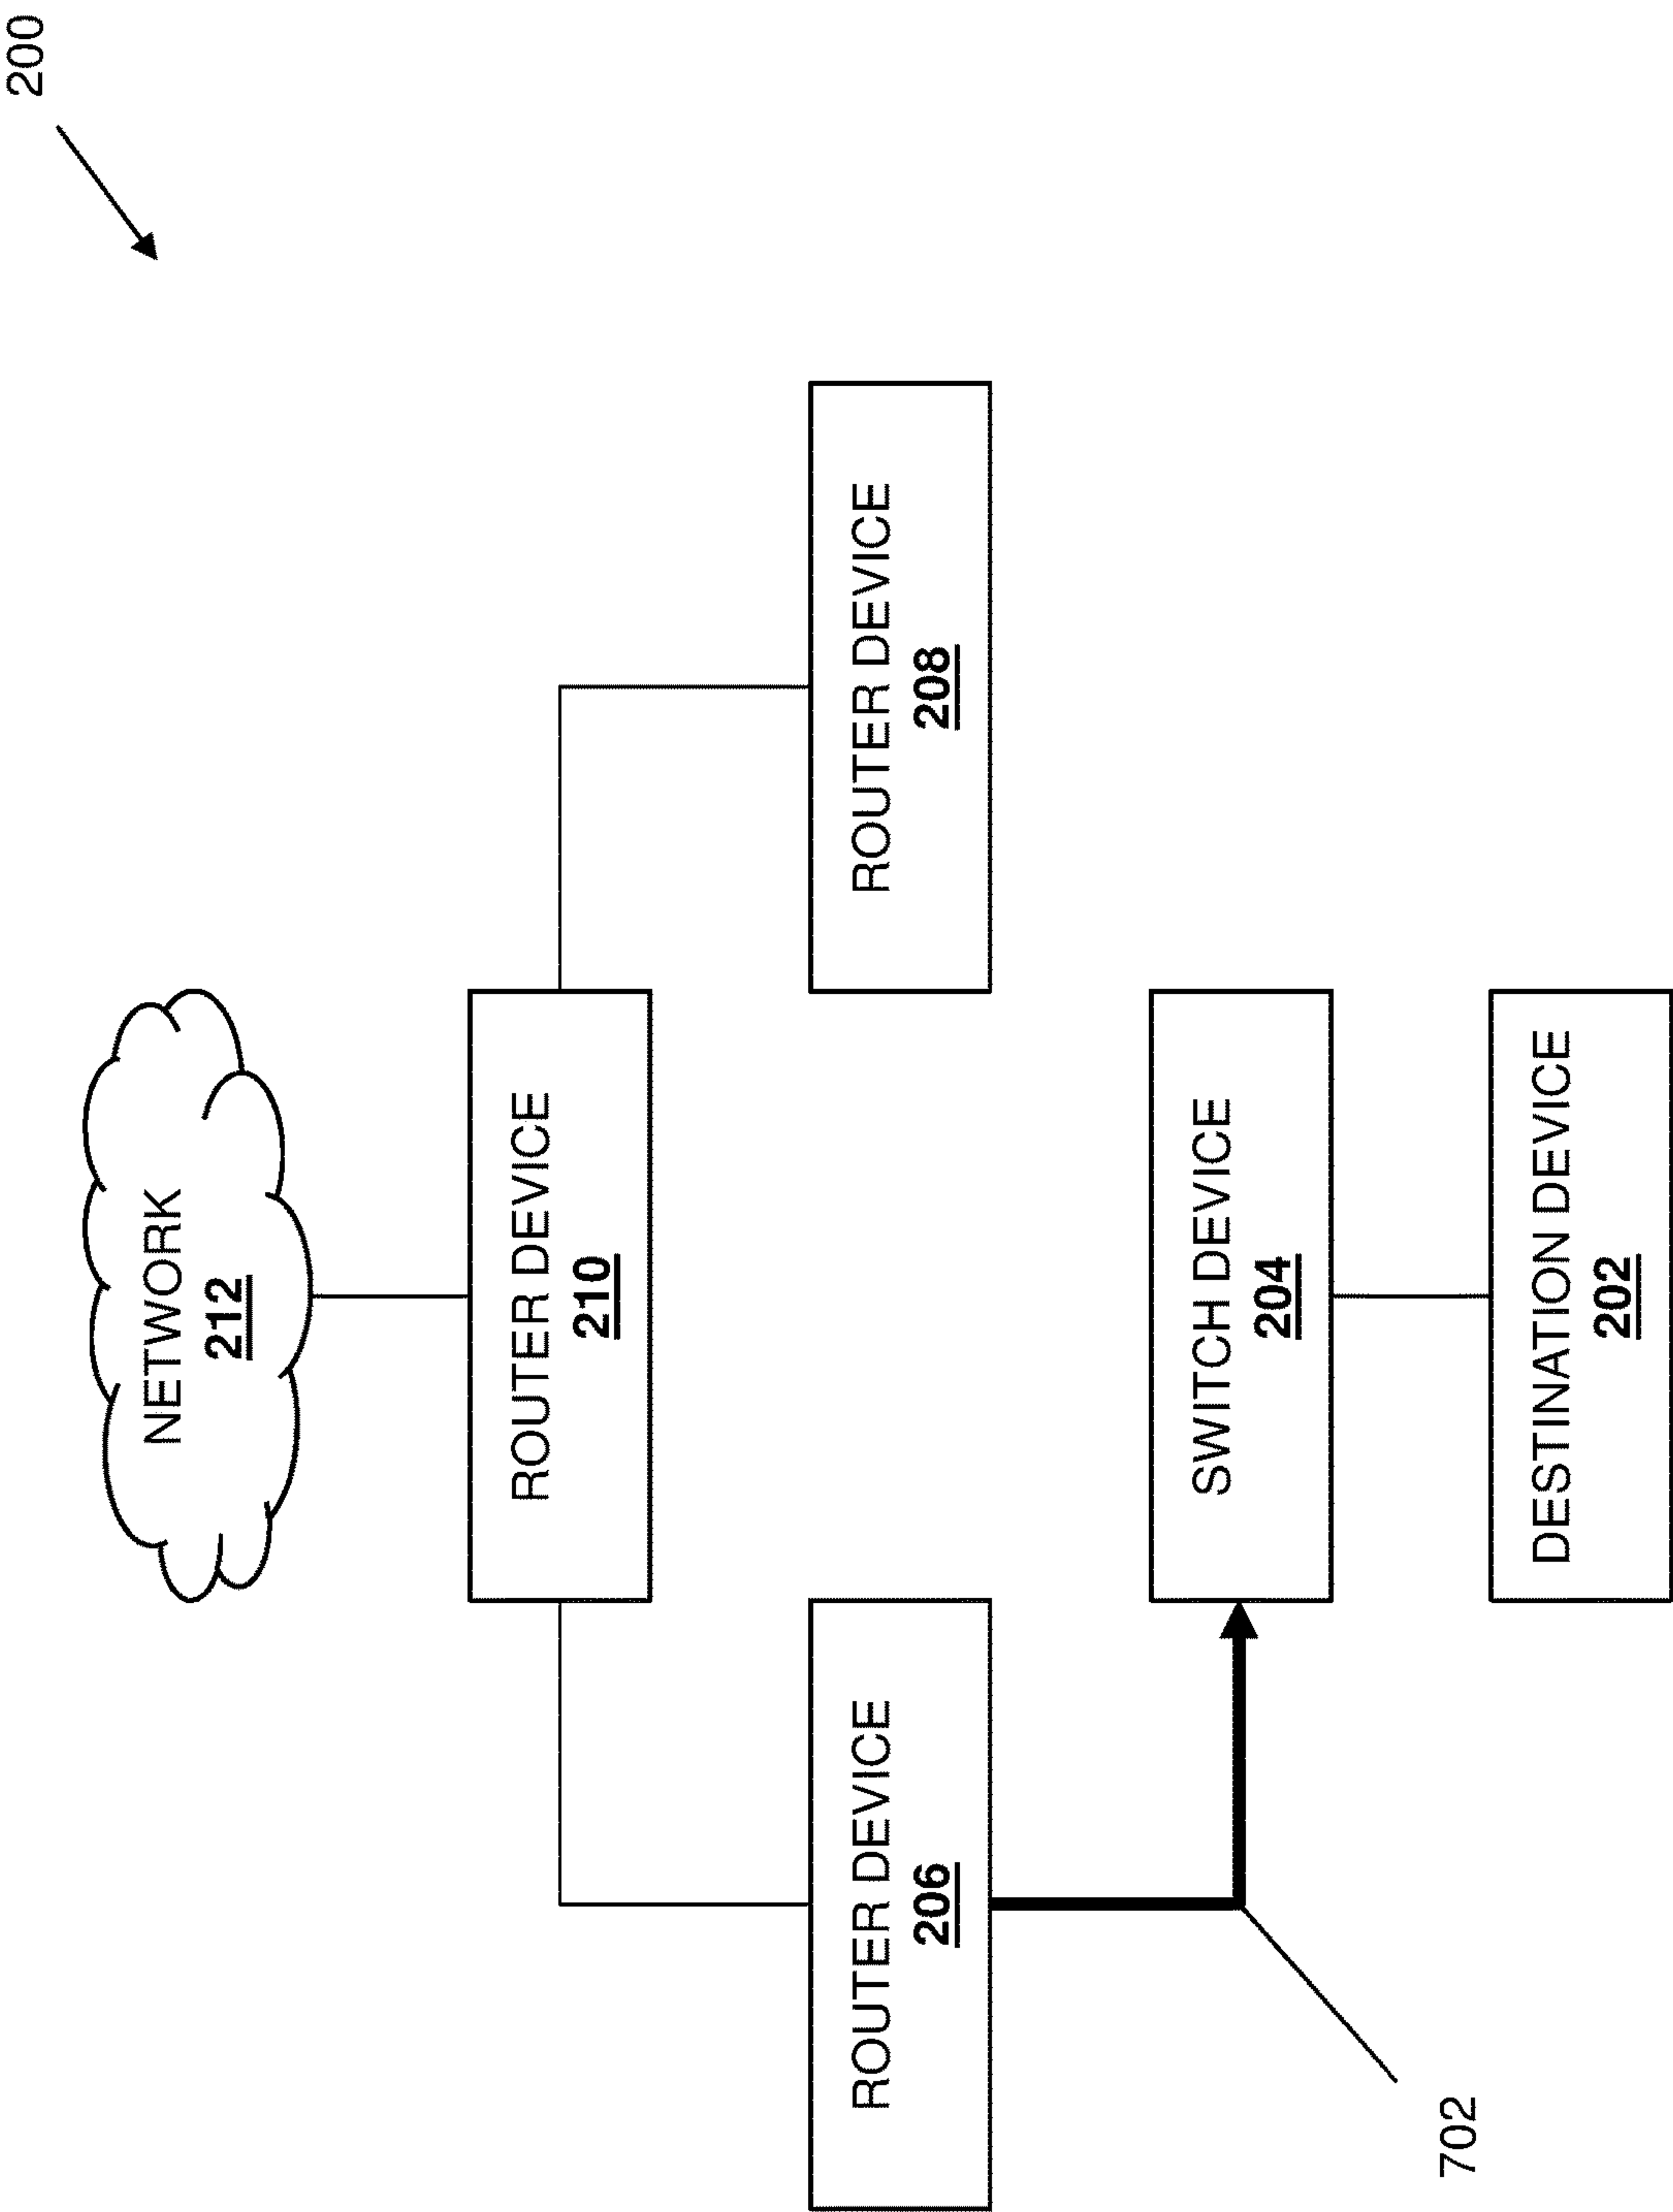 200
NETWORK
212
ROUTER DEVICE
210
ROUTER DEVICE
206
ROUTER DEVICE
208
SWITCH DEVICE
204
702
DESTINATION DEVICE
202